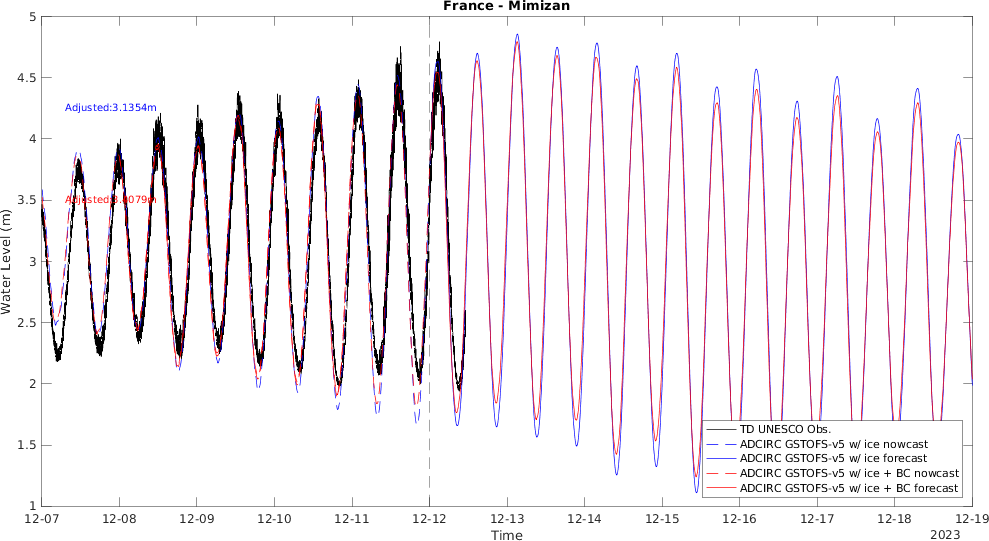 France - Mimizan
Water Level (m)
5
4.5
4
3.5
3
2.5
2
1.5
1
Adjusted:3.1354m
Adjusted:3.0079m
TD UNESCO Obs.
ADCIRC GSTOFS-v5 w/ ice nowcast
ADCIRC GSTOFS-v5 w/ ice forecast
ADCIRC GSTOFS-v5 w/ ice + BC nowcast
ADCIRC GSTOFS-v5 w/ ice + BC forecast
12-07 12-08 12-09 12-10 12-11 12-12 12-13 12-14 12-15 12-16 12-17 12-18 12-19
Time
2023